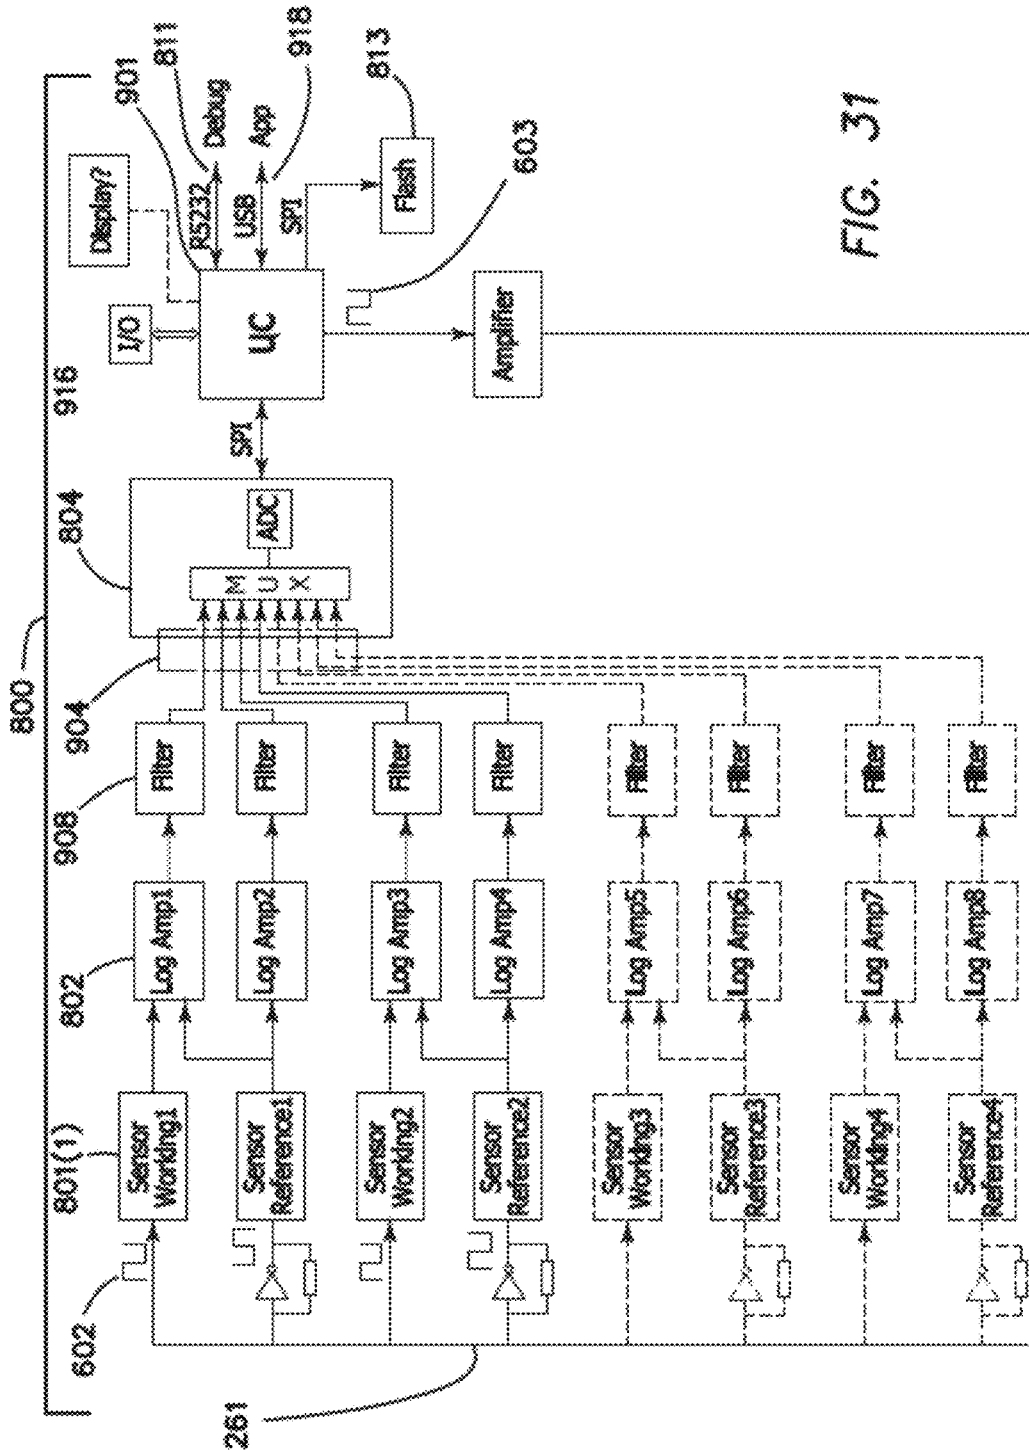 800
602
801(1)
802
908
904
804
916
901
811
918
813
Display?
I/O
RS232
Debug
USB
App
SPI
Flash
603
µC
SPI
Amplifier
ADC
M
U
X
Sensor
Working1
Log Amp1
Filter
Sensor
Reference1
Log Amp2
Filter
Sensor
Working2
Log Amp3
Filter
Sensor
Reference2
Log Amp4
Filter
Sensor
Working3
Log Amp5
Filter
Sensor
Reference3
Log Amp6
Filter
Sensor
Working4
Log Amp7
Filter
Sensor
Reference4
Log Amp8
Filter
261
FIG. 31